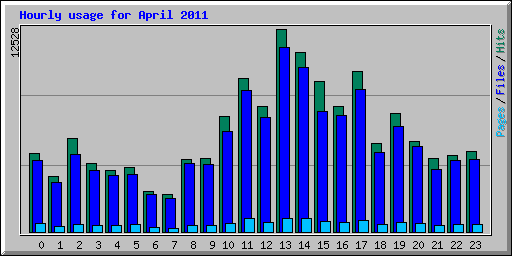 Hourly usage for April 2011
12528
Pages / Files / Hits
0 1 2 3 4 5 6 7 8 9 10 11 12 13 14 15 16 17 18 19 20 21 22 23